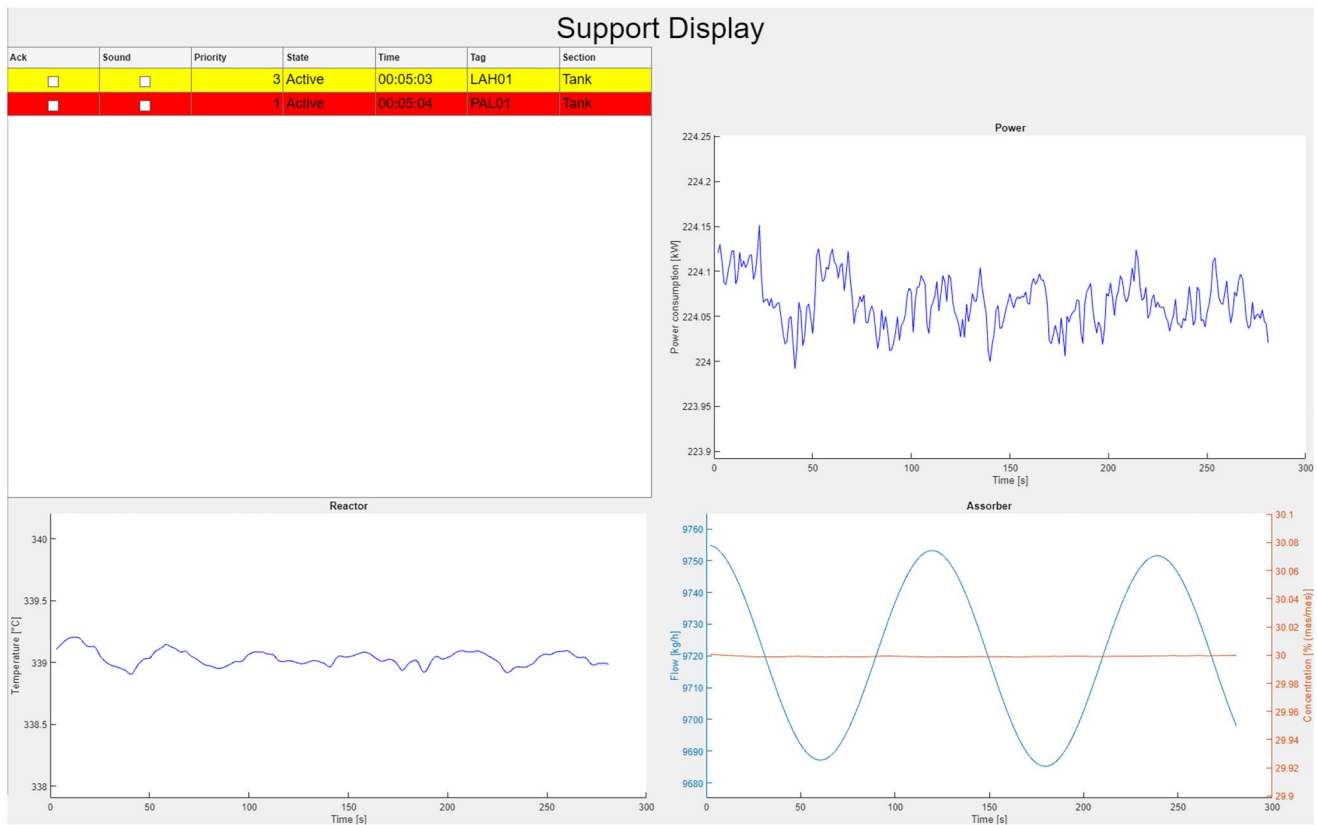 Support Display
Ack Sound Priority State Time Tag Section
3 Active 00:05:03 LAH01 Tank
1 Active 00:05:04 PAL01 Tank
Power
224.25
224.2
224.15
224.1
224.05
224
223.95
223.9
Power consumption [kW]
0 50 100 150 200 250 300
Time [s]
Reactor
340
339.5
339
338.5
338
Temperature [°C]
0 50 100 150 200 250 300
Time [s]
Assorber
9760
9750
9740
9730
9720
9710
9700
9690
9680
Flow [kg/h]
30.1
30.08
30.06
30.04
30.02
30
29.98
29.96
29.94
29.92
29.9
Concentration [% (mas/mas)]
0 50 100 150 200 250 300
Time [s]